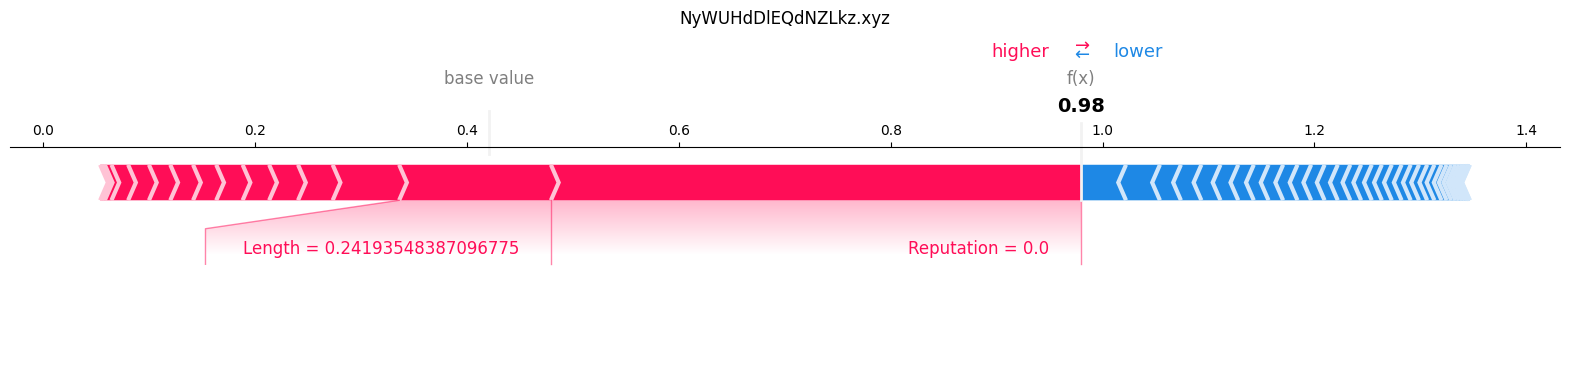 NyWUHdDlEQdNZLkz.xyz
higher ⇄ lower
base value f(x)
0.98
0.0 0.2 0.4 0.6 0.8 1.0 1.2 1.4
Length = 0.24193548387096775 Reputation = 0.0